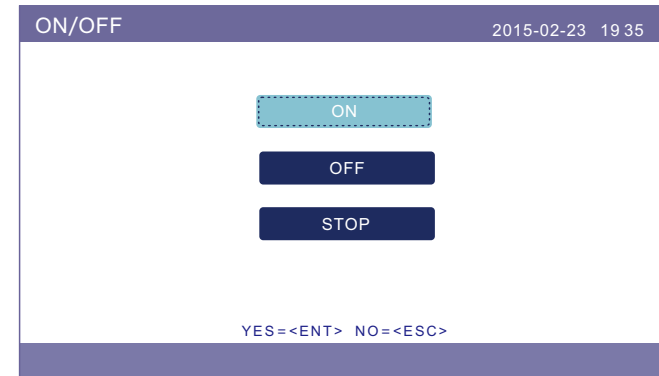 ON/OFF 2015-02-23 19 35
ON
OFF
STOP
YES=<ENT> NO=<ESC>